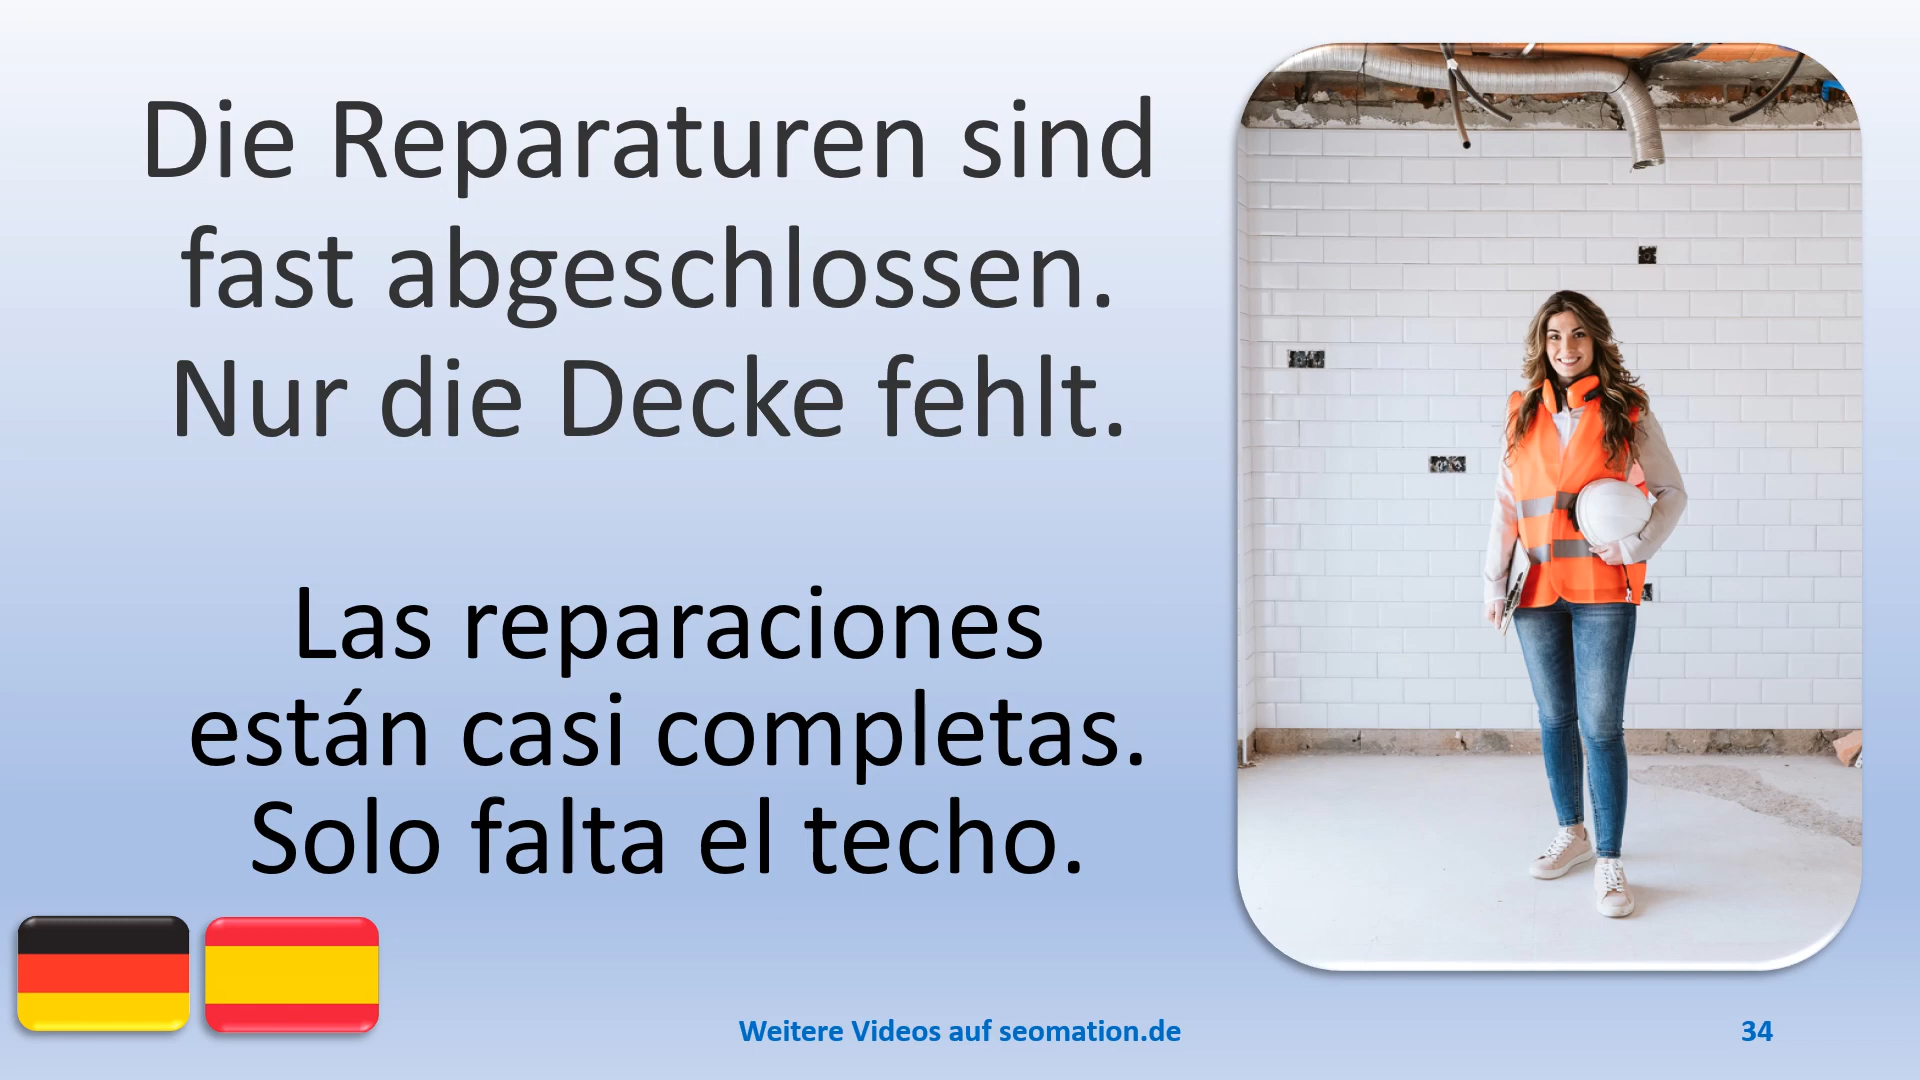 Die Reparaturen sind
fast abgeschlossen.
Nur die Decke fehlt.
Las reparaciones
están casi completas.
Solo falta el techo.
Weitere Videos auf seomation.de
34